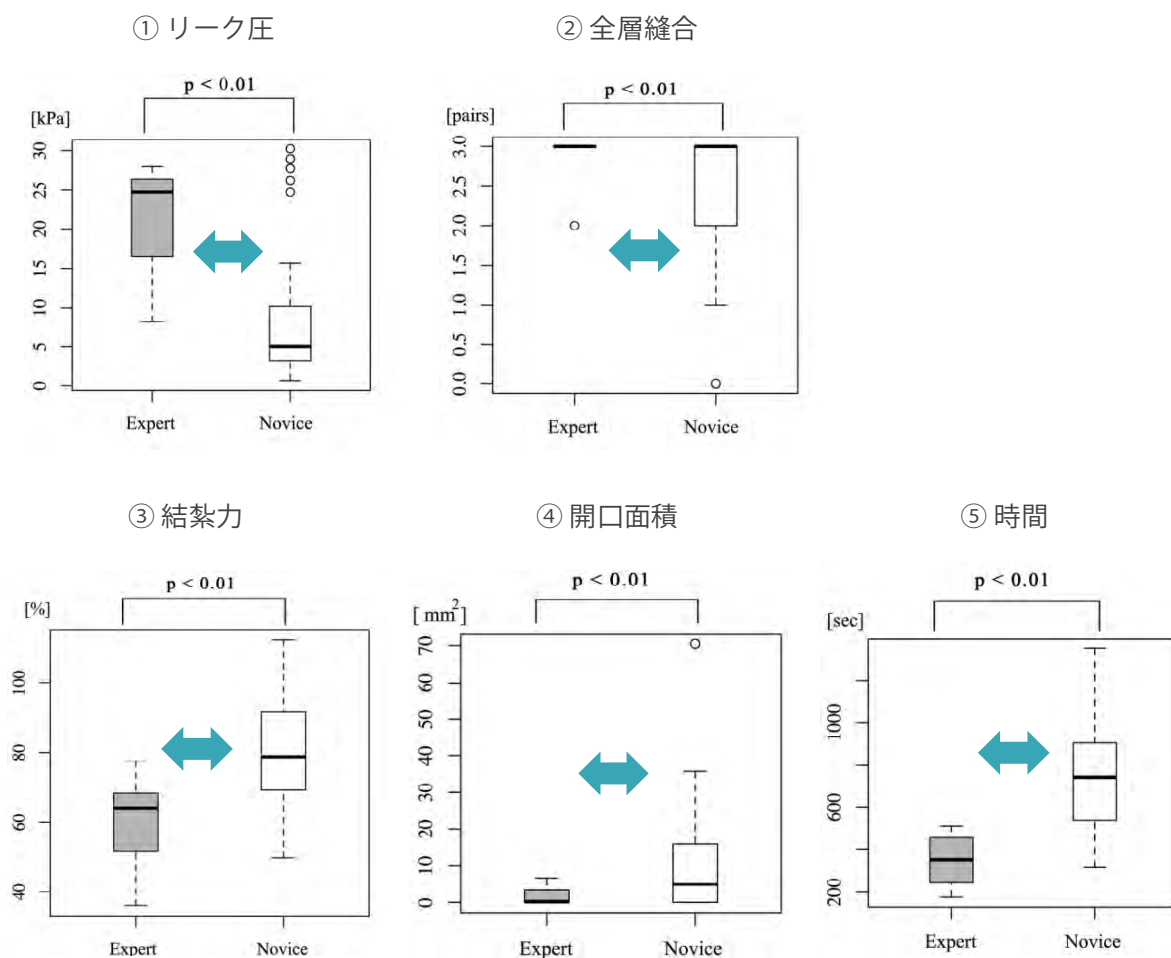 ① リーク圧
p < 0.01
[kPa]
30
25
20
15
10
5
0
Expert Novice
② 全層縫合
p < 0.01
[pairs]
3.0
2.5
2.0
1.5
1.0
0.5
0.0
Expert Novice
③ 結紮力
p < 0.01
[%]
100
80
60
40
Expert Novice
④ 開口面積
p < 0.01
[ mm²]
70
60
50
40
30
20
10
0
Expert Novice
⑤ 時間
p < 0.01
[sec]
1000
600
200
Expert Novice